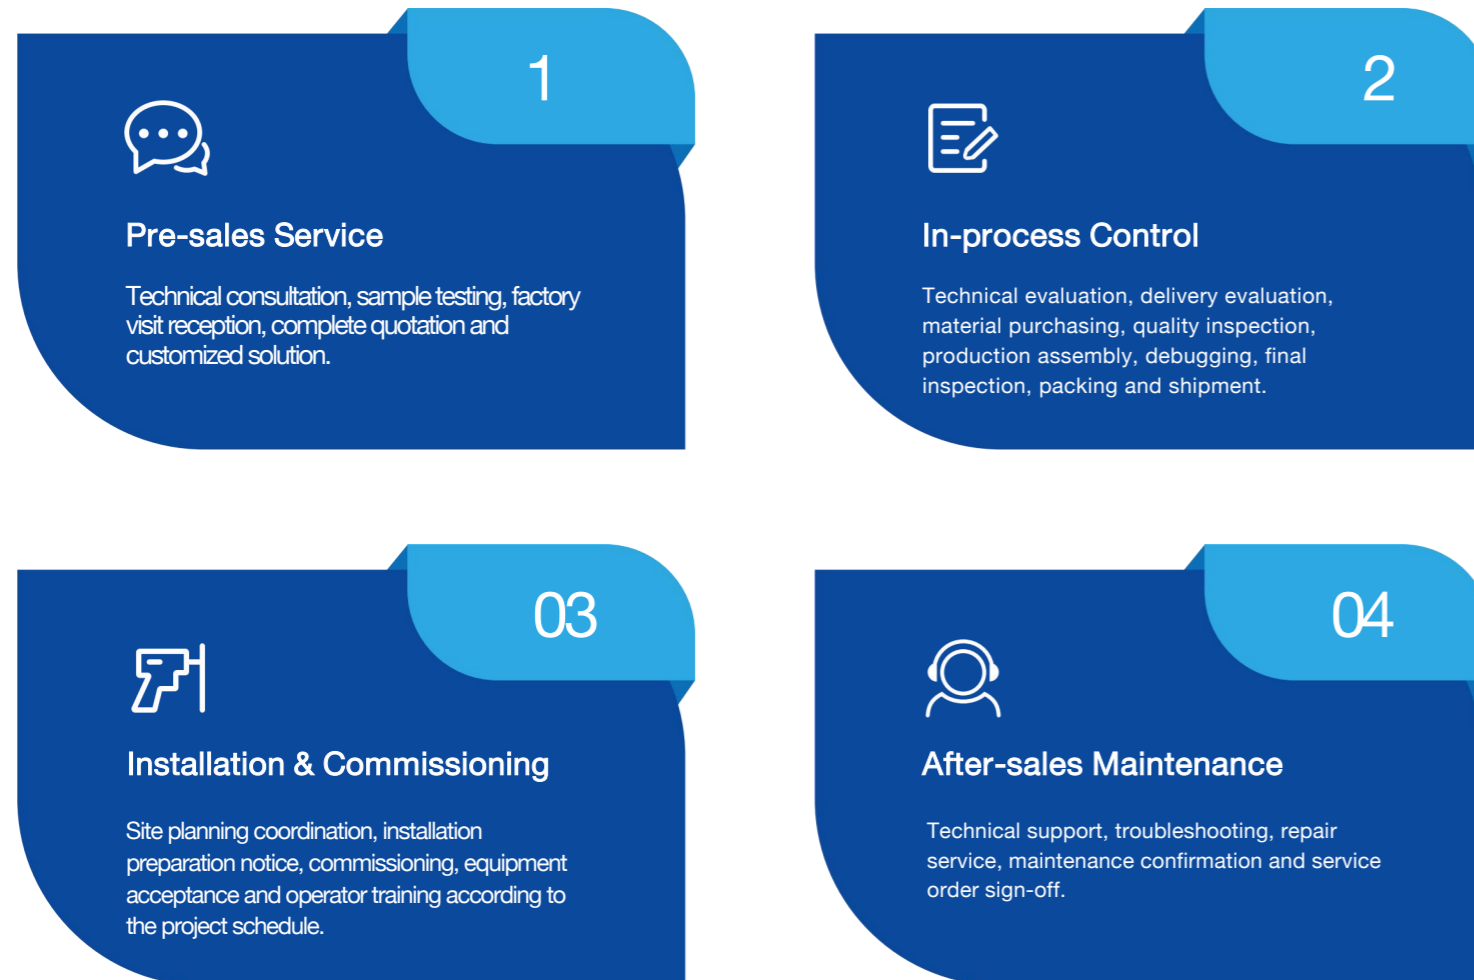 1
Pre-sales Service
Technical consultation, sample testing, factory
visit reception, complete quotation and
customized solution.
2
In-process Control
Technical evaluation, delivery evaluation,
material purchasing, quality inspection,
production assembly, debugging, final
inspection, packing and shipment.
03
Installation & Commissioning
Site planning coordination, installation
preparation notice, commissioning, equipment
acceptance and operator training according to
the project schedule.
04
After-sales Maintenance
Technical support, troubleshooting, repair
service, maintenance confirmation and service
order sign-off.